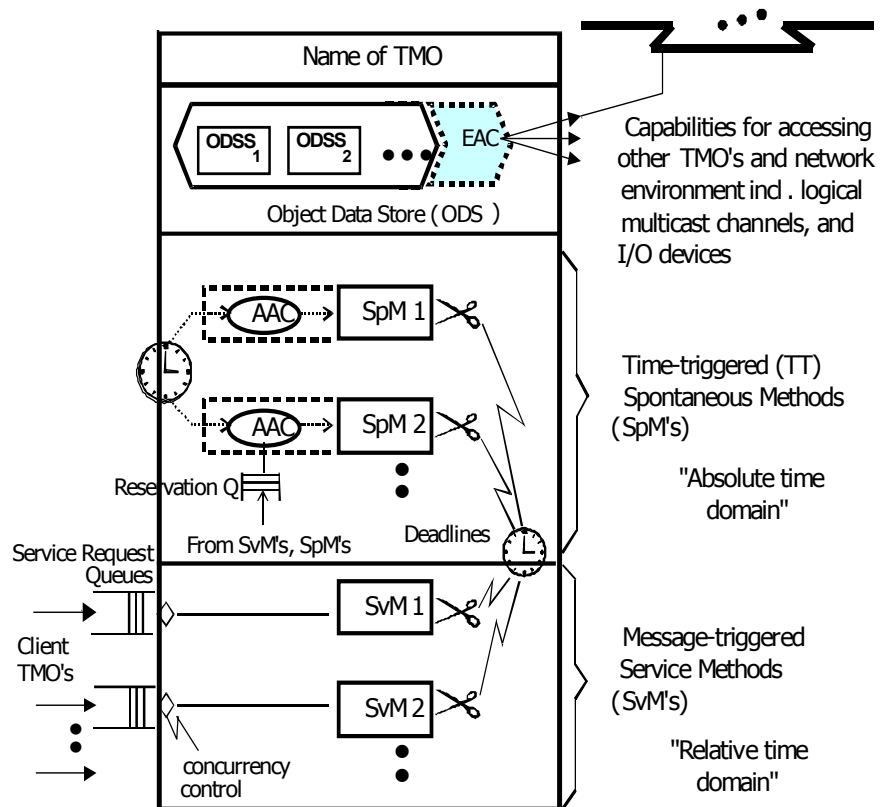 Name of TMO
ODSS 1
ODSS 2
EAC
Object Data Store (ODS )
Capabilities for accessing
other TMO's and network
environment incl . logical
multicast channels, and
I/O devices
AAC
SpM 1
AAC
SpM 2
Reservation Q
From SvM's, SpM's
Deadlines
Time-triggered (TT)
Spontaneous Methods
(SpM's)
"Absolute time
domain"
Service Request
Queues
Client
TMO's
SvM 1
SvM 2
concurrency
control
Message-triggered
Service Methods
(SvM's)
"Relative time
domain"